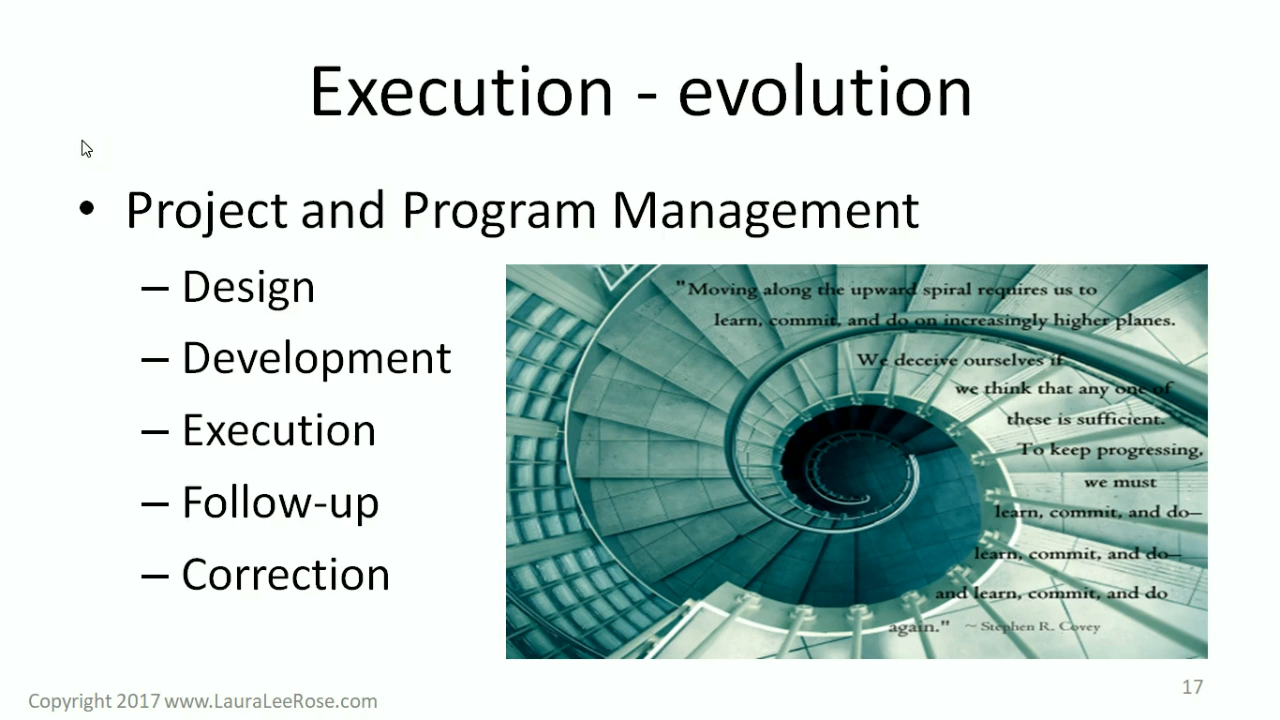 Execution - evolution
• Project and Program Management
– Design
– Development
– Execution
– Follow-up
– Correction
"Moving along the upward spiral requires us to
learn, commit, and do on increasingly higher planes.
We deceive ourselves if
we think that any one of
these is sufficient.
To keep progressing,
we must
learn, commit, and do—
learn, commit, and do—
and learn, commit, and do
again." ~ Stephen R. Covey
Copyright 2017 www.LauraLeeRose.com
17